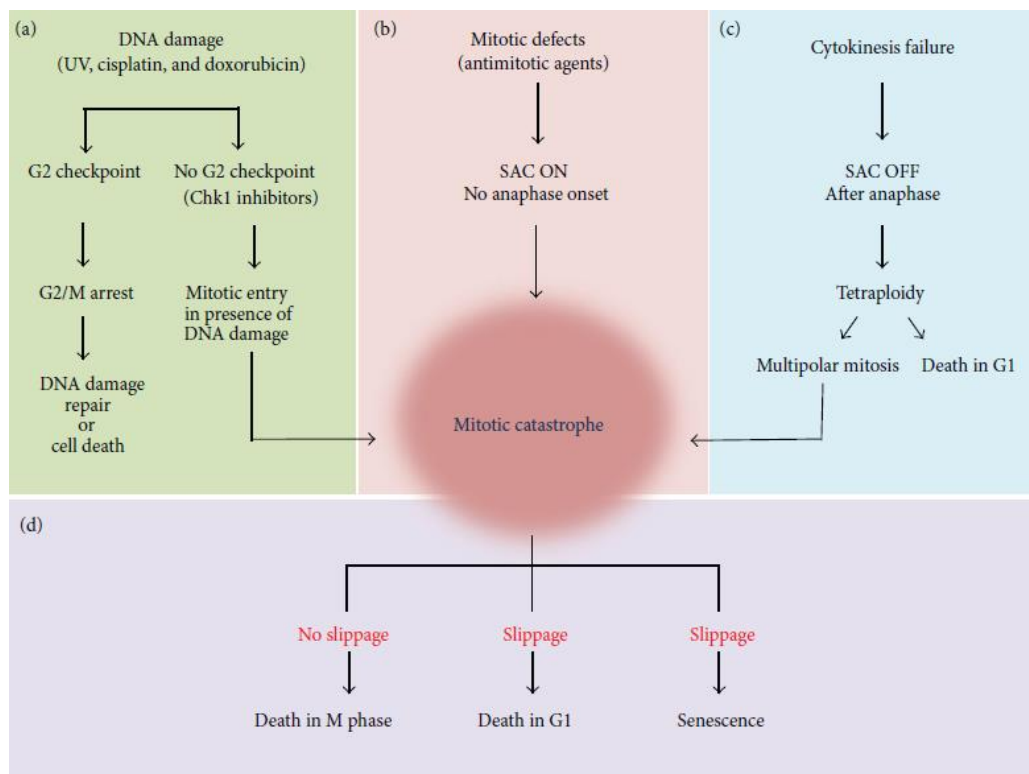 (a)
DNA damage
(UV, cisplatin, and doxorubicin)
G2 checkpoint
No G2 checkpoint
(Chk1 inhibitors)
G2/M arrest
Mitotic entry
in presence of
DNA damage
DNA damage
repair
or
cell death
(b)
Mitotic defects
(antimitotic agents)
SAC ON
No anaphase onset
Mitotic catastrophe
(c)
Cytokinesis failure
SAC OFF
After anaphase
Tetraploidy
Multipolar mitosis
Death in G1
(d)
No slippage
Slippage
Slippage
Death in M phase
Death in G1
Senescence